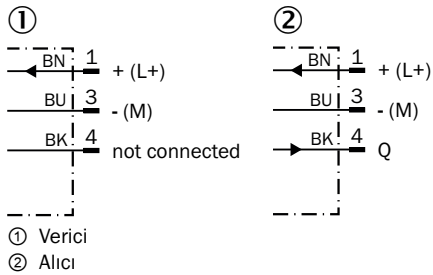 ① ②
BN 1 + (L+) BN 1 + (L+)
BU 3 - (M) BU 3 - (M)
BK 4 not connected BK 4 Q
① Verici
② Alıcı